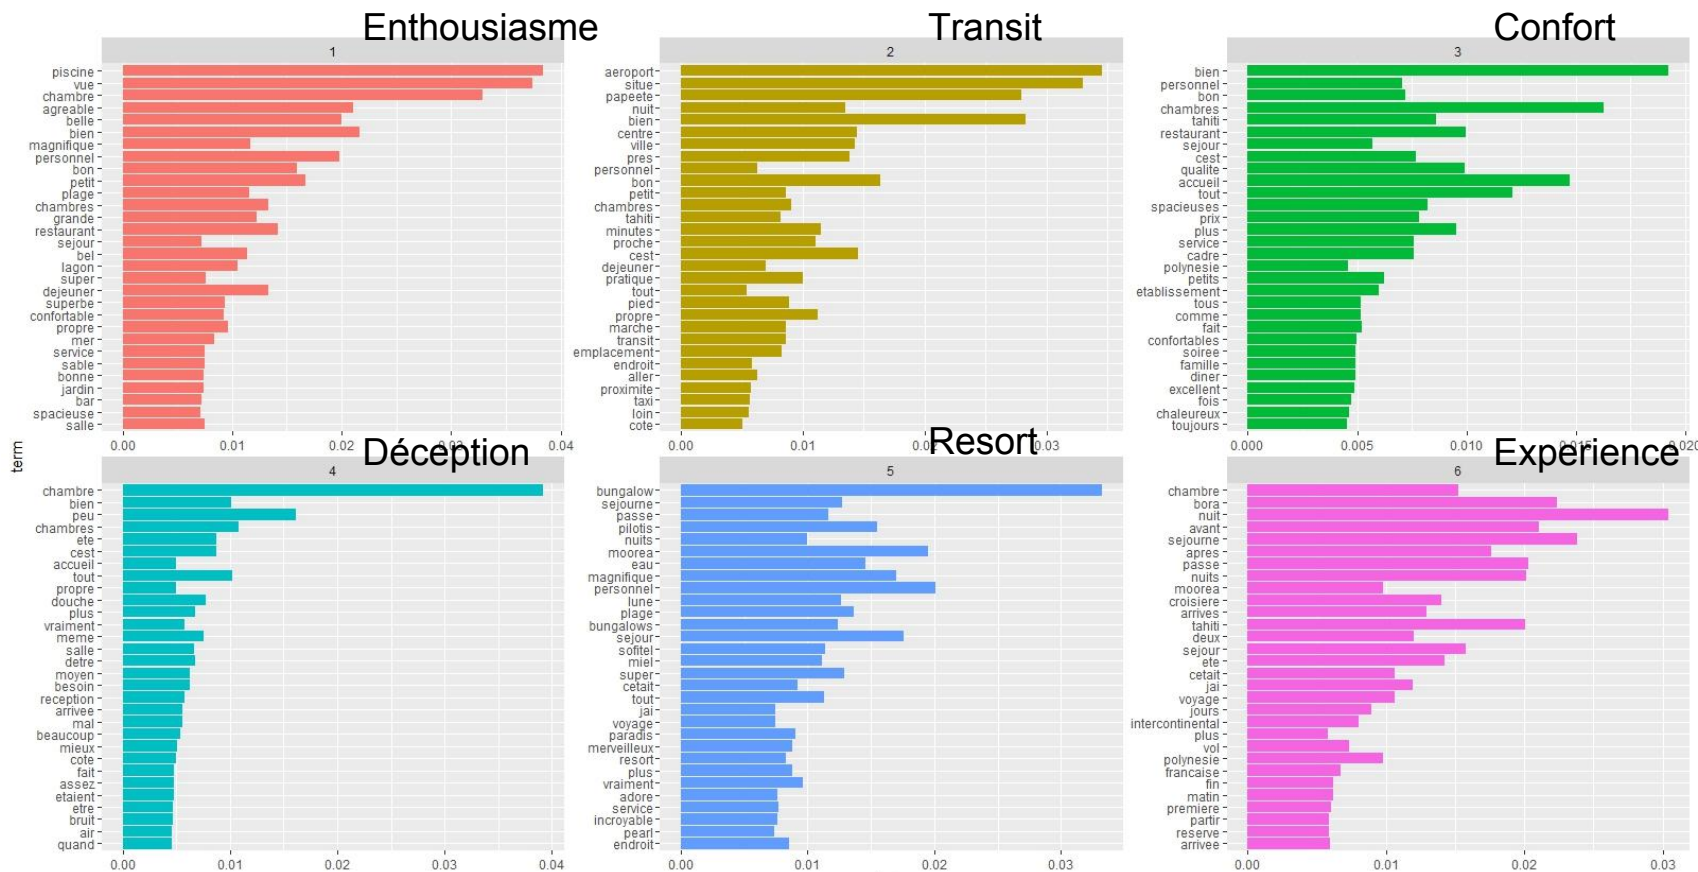 Enthousiasme
1
piscine
vue
chambre
agreable
belle
bien
magnifique
personnel
bon
petit
plage
chambres
grande
restaurant
sejour
bel
lagon
super
dejeuner
superbe
confortable
propre
mer
service
sable
bonne
jardin
bar
spacieuse
salle
0.00 0.01 0.02 0.03 0.04
Transit
2
aeroport
situe
papeete
nuit
bien
centre
ville
pres
personnel
bon
petit
chambres
tahiti
minutes
proche
cest
dejeuner
pratique
tout
pied
propre
marche
transit
emplacement
endroit
aller
proximite
taxi
loin
cote
0.00 0.01 0.02 0.03
Confort
3
bien
personnel
bon
chambres
tahiti
restaurant
sejour
cest
qualite
accueil
tout
spacieuses
prix
plus
service
cadre
polynesie
petits
etablissement
tous
comme
fait
confortables
soiree
famille
diner
excellent
fois
chaleureux
toujours
0.000 0.005 0.010 0.015 0.020
term
Déception
4
chambre
bien
peu
chambres
ete
cest
accueil
tout
propre
douche
plus
vraiment
meme
salle
detre
moyen
besoin
reception
arrivee
mal
beaucoup
mieux
cote
fait
assez
etaient
etre
bruit
air
quand
0.00 0.01 0.02 0.03 0.04
Resort
5
bungalow
sejourne
passe
pilotis
nuits
moorea
eau
magnifique
personnel
lune
plage
bungalows
sejour
sofitel
miel
super
cetait
tout
jai
voyage
paradis
merveilleux
resort
plus
vraiment
adore
service
incroyable
pearl
endroit
0.00 0.01 0.02 0.03
Experience
6
chambre
bora
nuit
avant
sejourne
apres
passe
nuits
moorea
croisiere
arrives
tahiti
deux
sejour
ete
cetait
jai
voyage
jours
intercontinental
plus
vol
polynesie
francaise
fin
matin
premiere
partir
reserve
arrivee
0.00 0.01 0.02 0.03